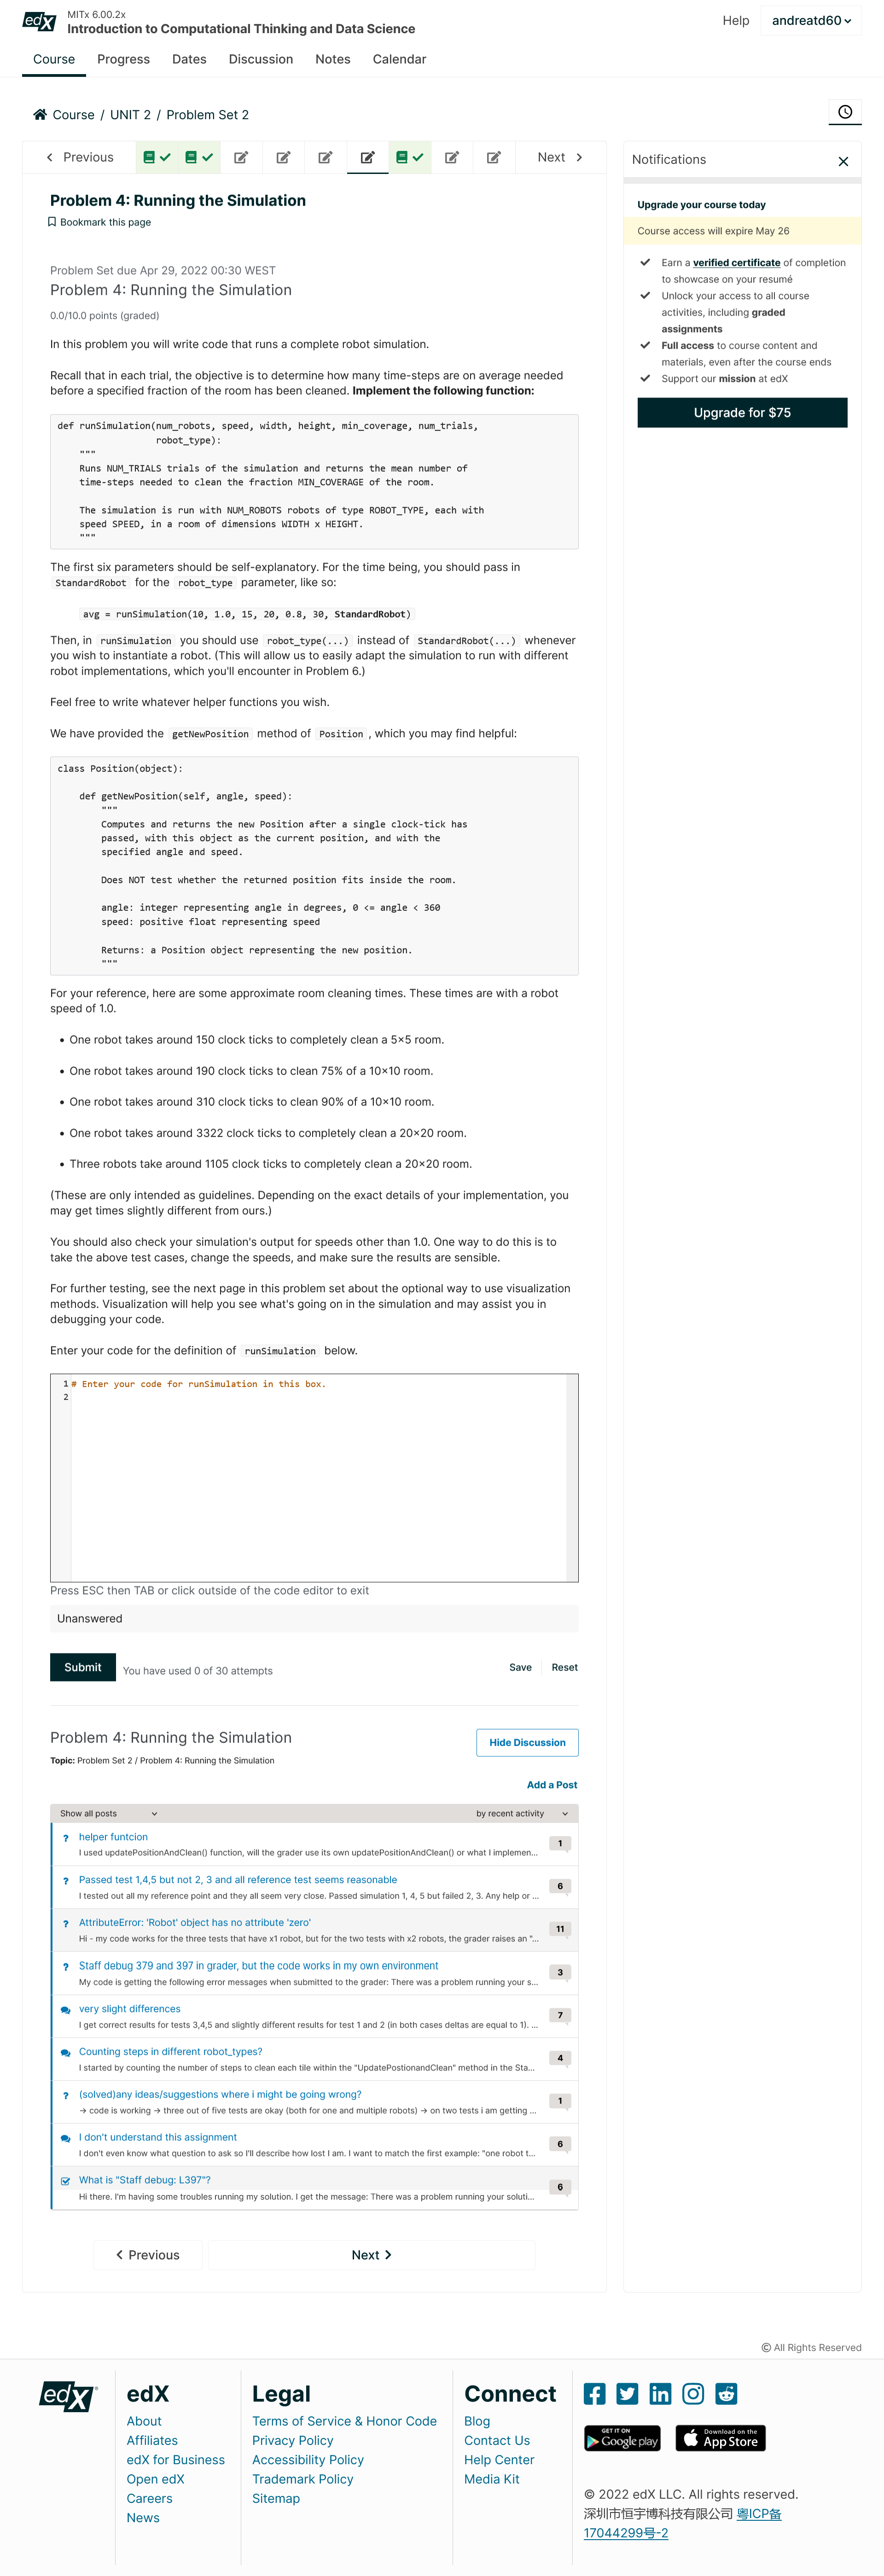 edX
MITx 6.00.2x
Introduction to Computational Thinking and Data Science
Help
andreatd60
Course
Progress
Dates
Discussion
Notes
Calendar
Course / UNIT 2 / Problem Set 2
Previous
Next
Notifications
Upgrade your course today
Course access will expire May 26
Earn a verified certificate of completion
to showcase on your resumé
Unlock your access to all course
activities, including graded
assignments
Full access to course content and
materials, even after the course ends
Support our mission at edX
Upgrade for $75
Problem 4: Running the Simulation
Bookmark this page
Problem Set due Apr 29, 2022 00:30 WEST
Problem 4: Running the Simulation
0.0/10.0 points (graded)
In this problem you will write code that runs a complete robot simulation.
Recall that in each trial, the objective is to determine how many time-steps are on average needed
before a specified fraction of the room has been cleaned. Implement the following function:
def runSimulation(num_robots, speed, width, height, min_coverage, num_trials,
robot_type):
"""
Runs NUM_TRIALS trials of the simulation and returns the mean number of
time-steps needed to clean the fraction MIN_COVERAGE of the room.
The simulation is run with NUM_ROBOTS robots of type ROBOT_TYPE, each with
speed SPEED, in a room of dimensions WIDTH x HEIGHT.
"""
The first six parameters should be self-explanatory. For the time being, you should pass in
StandardRobot for the robot_type parameter, like so:
avg = runSimulation(10, 1.0, 15, 20, 0.8, 30, StandardRobot)
Then, in runSimulation you should use robot_type(...) instead of StandardRobot(...) whenever
you wish to instantiate a robot. (This will allow us to easily adapt the simulation to run with different
robot implementations, which you'll encounter in Problem 6.)
Feel free to write whatever helper functions you wish.
We have provided the getNewPosition method of Position, which you may find helpful:
class Position(object):
def getNewPosition(self, angle, speed):
"""
Computes and returns the new Position after a single clock-tick has
passed, with this object as the current position, and with the
specified angle and speed.
Does NOT test whether the returned position fits inside the room.
angle: integer representing angle in degrees, 0 <= angle < 360
speed: positive float representing speed
Returns: a Position object representing the new position.
"""
For your reference, here are some approximate room cleaning times. These times are with a robot
speed of 1.0.
• One robot takes around 150 clock ticks to completely clean a 5×5 room.
• One robot takes around 190 clock ticks to clean 75% of a 10×10 room.
• One robot takes around 310 clock ticks to clean 90% of a 10×10 room.
• One robot takes around 3322 clock ticks to completely clean a 20×20 room.
• Three robots take around 1105 clock ticks to completely clean a 20×20 room.
(These are only intended as guidelines. Depending on the exact details of your implementation, you
may get times slightly different from ours.)
You should also check your simulation's output for speeds other than 1.0. One way to do this is to
take the above test cases, change the speeds, and make sure the results are sensible.
For further testing, see the next page in this problem set about the optional way to use visualization
methods. Visualization will help you see what's going on in the simulation and may assist you in
debugging your code.
Enter your code for the definition of runSimulation below.
1 # Enter your code for runSimulation in this box.
2
Press ESC then TAB or click outside of the code editor to exit
Unanswered
Submit
You have used 0 of 30 attempts
Save
Reset
Problem 4: Running the Simulation
Hide Discussion
Topic: Problem Set 2 / Problem 4: Running the Simulation
Add a Post
Show all posts
by recent activity
? helper funtcion
I used updatePositionAndClean() function, will the grader use its own updatePositionAndClean() or what I implemen...
1
? Passed test 1,4,5 but not 2, 3 and all reference test seems reasonable
I tested out all my reference point and they all seem very close. Passed simulation 1, 4, 5 but failed 2, 3. Any help or ...
6
? AttributeError: 'Robot' object has no attribute 'zero'
Hi - my code works for the three tests that have x1 robot, but for the two tests with x2 robots, the grader raises an "...
11
? Staff debug 379 and 397 in grader, but the code works in my own environment
My code is getting the following error messages when submitted to the grader: There was a problem running your s...
3
very slight differences
I get correct results for tests 3,4,5 and slightly different results for test 1 and 2 (in both cases deltas are equal to 1). ...
7
Counting steps in different robot_types?
I started by counting the number of steps to clean each tile within the "UpdatePostionandClean" method in the Sta...
4
? (solved)any ideas/suggestions where i might be going wrong?
→ code is working → three out of five tests are okay (both for one and multiple robots) → on two tests i am getting ...
1
I don't understand this assignment
I don't even know what question to ask so I'll describe how lost I am. I want to match the first example: "one robot t...
6
What is "Staff debug: L397"?
Hi there. I'm having some troubles running my solution. I get the message: There was a problem running your soluti...
6
Previous
Next
© All Rights Reserved
edX
edX
About
Affiliates
edX for Business
Open edX
Careers
News
Legal
Terms of Service & Honor Code
Privacy Policy
Accessibility Policy
Trademark Policy
Sitemap
Connect
Blog
Contact Us
Help Center
Media Kit
GET IT ON
Google play
Download on the
App Store
© 2022 edX LLC. All rights reserved.
深圳市恒宇博科技有限公司 粤ICP备
17044299号-2